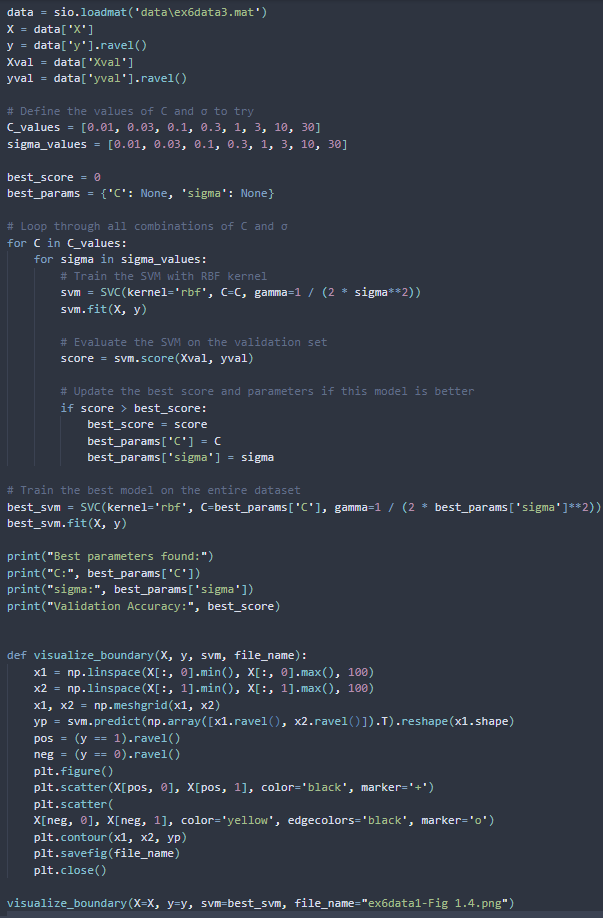 data = sio.loadmat('data\ex6data3.mat')
X = data['X']
y = data['y'].ravel()
Xval = data['Xval']
yval = data['yval'].ravel()

# Define the values of C and σ to try
C_values = [0.01, 0.03, 0.1, 0.3, 1, 3, 10, 30]
sigma_values = [0.01, 0.03, 0.1, 0.3, 1, 3, 10, 30]

best_score = 0
best_params = {'C': None, 'sigma': None}

# Loop through all combinations of C and σ
for C in C_values:
    for sigma in sigma_values:
        # Train the SVM with RBF kernel
        svm = SVC(kernel='rbf', C=C, gamma=1 / (2 * sigma**2))
        svm.fit(X, y)

        # Evaluate the SVM on the validation set
        score = svm.score(Xval, yval)

        # Update the best score and parameters if this model is better
        if score > best_score:
            best_score = score
            best_params['C'] = C
            best_params['sigma'] = sigma

# Train the best model on the entire dataset
best_svm = SVC(kernel='rbf', C=best_params['C'], gamma=1 / (2 * best_params['sigma']**2))
best_svm.fit(X, y)

print("Best parameters found:")
print("C:", best_params['C'])
print("sigma:", best_params['sigma'])
print("Validation Accuracy:", best_score)


def visualize_boundary(X, y, svm, file_name):
    x1 = np.linspace(X[:, 0].min(), X[:, 0].max(), 100)
    x2 = np.linspace(X[:, 1].min(), X[:, 1].max(), 100)
    x1, x2 = np.meshgrid(x1, x2)
    yp = svm.predict(np.array([x1.ravel(), x2.ravel()]).T).reshape(x1.shape)
    pos = (y == 1).ravel()
    neg = (y == 0).ravel()
    plt.figure()
    plt.scatter(X[pos, 0], X[pos, 1], color='black', marker='+')
    plt.scatter(
    X[neg, 0], X[neg, 1], color='yellow', edgecolors='black', marker='o')
    plt.contour(x1, x2, yp)
    plt.savefig(file_name)
    plt.close()

visualize_boundary(X=X, y=y, svm=best_svm, file_name="ex6data1-Fig 1.4.png")